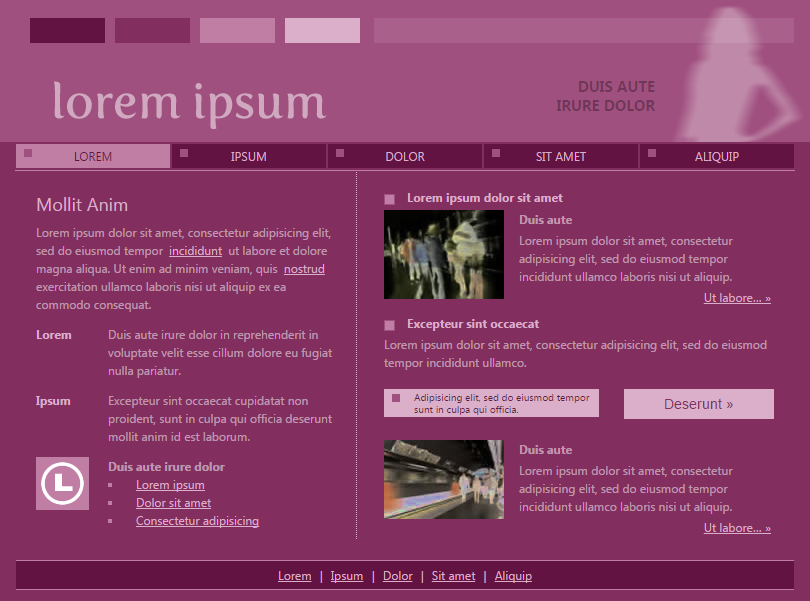 lorem ipsum
DUIS AUTE
IRURE DOLOR
LOREM
IPSUM
DOLOR
SIT AMET
ALIQUIP
Mollit Anim
Lorem ipsum dolor sit amet, consectetur adipisicing elit,
sed do eiusmod tempor incididunt ut labore et dolore
magna aliqua. Ut enim ad minim veniam, quis nostrud
exercitation ullamco laboris nisi ut aliquip ex ea
commodo consequat.
Lorem
Duis aute irure dolor in reprehenderit in
voluptate velit esse cillum dolore eu fugiat
nulla pariatur.
Ipsum
Excepteur sint occaecat cupidatat non
proident, sunt in culpa qui officia deserunt
mollit anim id est laborum.
L
Duis aute irure dolor
Lorem ipsum
Dolor sit amet
Consectetur adipisicing
Lorem ipsum dolor sit amet
Duis aute
Lorem ipsum dolor sit amet, consectetur
adipisicing elit, sed do eiusmod tempor
incididunt ut labore laboris nisi ut aliquip.
Ut labore... »
Excepteur sint occaecat
Lorem ipsum dolor sit amet, consectetur adipisicing elit, sed do eiusmod
tempor incididunt ullamco.
Adipisicing elit, sed do eiusmod tempor
sunt in culpa qui officia.
Deserunt »
Duis aute
Lorem ipsum dolor sit amet, consectetur
adipisicing elit, sed do eiusmod tempor
incididunt ut labore laboris nisi ut aliquip.
Ut labore... »
Lorem | Ipsum | Dolor | Sit amet | Aliquip